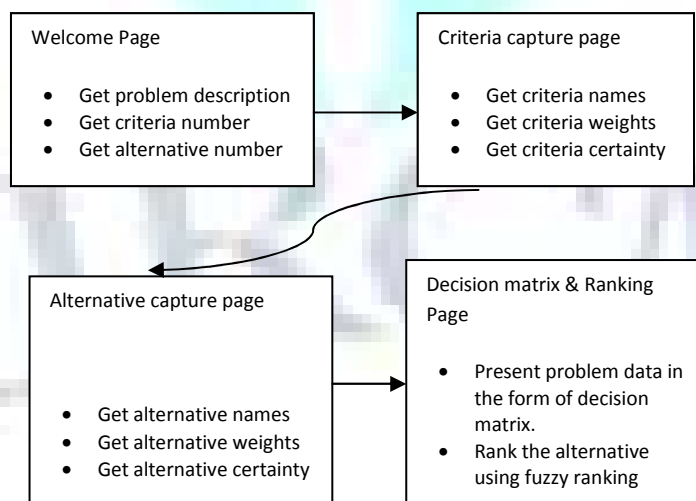 Welcome Page
• Get problem description
• Get criteria number
• Get alternative number
Criteria capture page
• Get criteria names
• Get criteria weights
• Get criteria certainty
Alternative capture page
• Get alternative names
• Get alternative weights
• Get alternative certainty
Decision matrix & Ranking
Page
• Present problem data in
the form of decision
matrix.
• Rank the alternative
using fuzzy ranking